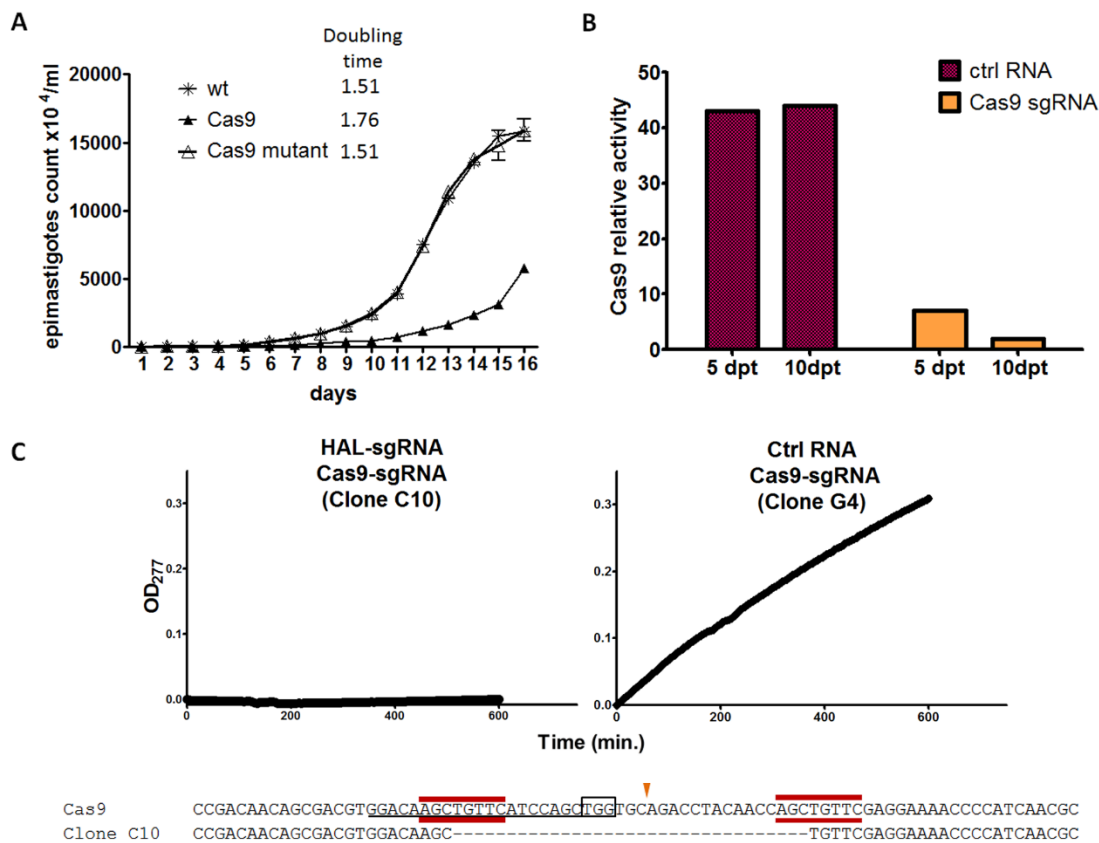 A
Doubling
time
wt 1.51
Cas9 1.76
Cas9 mutant 1.51
epimastigotes count x10⁴/ml
20000
15000
10000
5000
0
1 2 3 4 5 6 7 8 9 10 11 12 13 14 15 16
days
B
ctrl RNA
Cas9 sgRNA
Cas9 relative activity
50
40
30
20
10
0
5 dpt 10dpt 5 dpt 10dpt
C
HAL-sgRNA
Cas9-sgRNA
(Clone C10)
OD277
0.3
0.2
0.1
0.0
0 200 400 600
Ctrl RNA
Cas9-sgRNA
(Clone G4)
0.3
0.2
0.1
0.0
0 200 400 600
Time (min.)
Cas9 CCGACAACAGCGACGTGGACAAGCTGTTCATCCAGCTGGTGCAGACCTACAACCAGCTGTTCGAGGAAAACCCCATCAACGC
Clone C10 CCGACAACAGCGACGTGGACAAGC---------------------------------TGTTCGAGGAAAACCCCATCAACGC